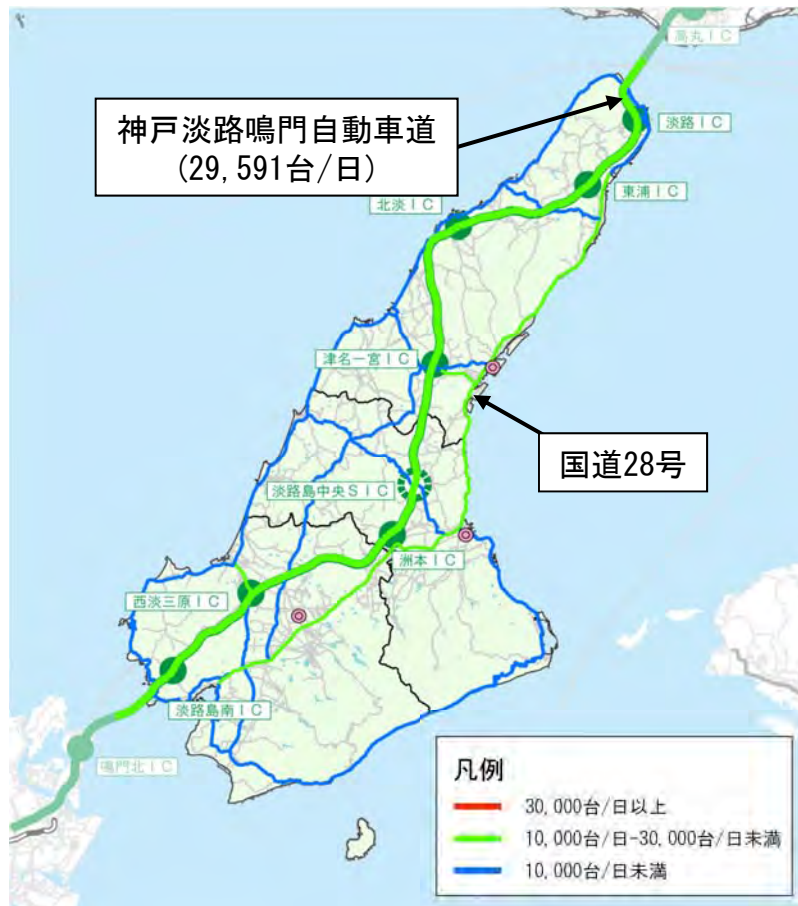 高丸IC
神戸淡路鳴門自動車道
(29,591台/日)
淡路IC
東浦IC
北淡IC
津名一宮IC
国道28号
淡路島中央SIC
洲本IC
西淡三原IC
淡路島南IC
鳴門北IC
凡例
30,000台/日以上
10,000台/日-30,000台/日未満
10,000台/日未満